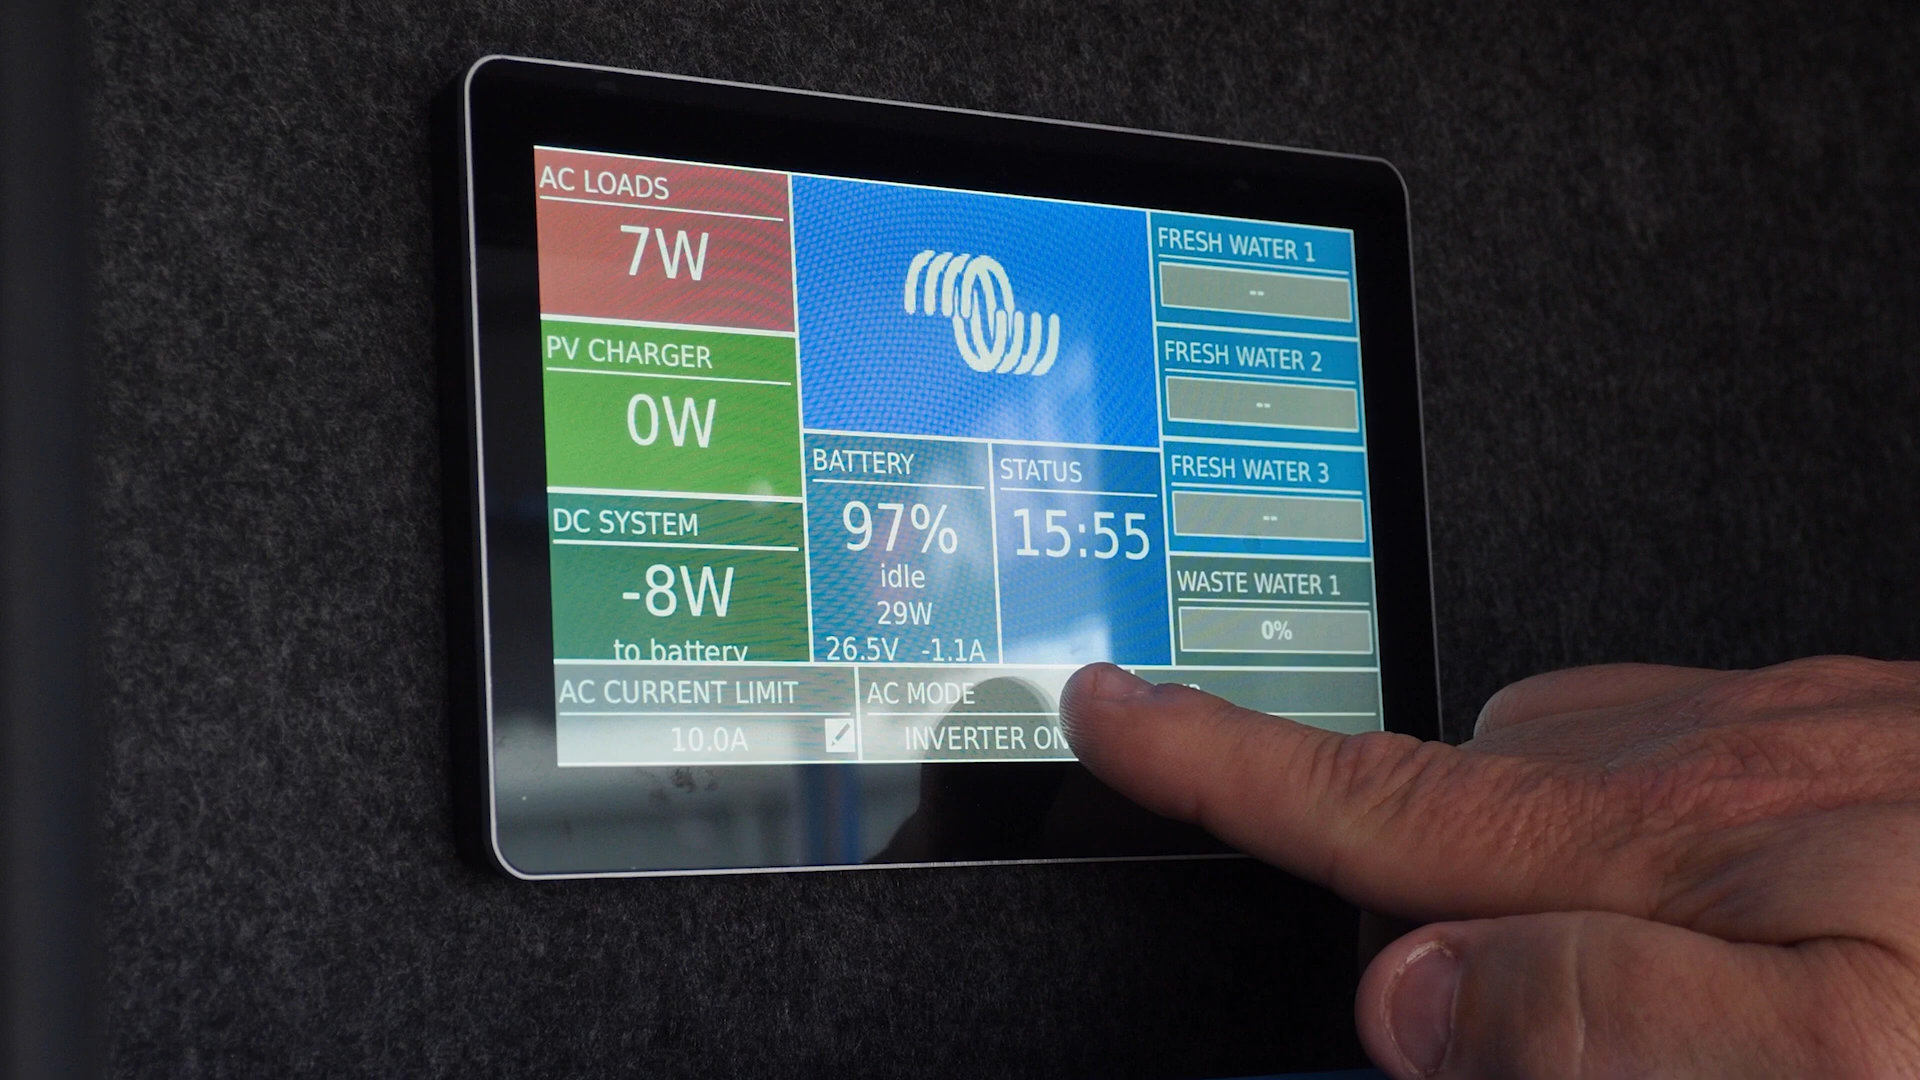 AC LOADS
7W
PV CHARGER
0W
DC SYSTEM
-8W
to battery
BATTERY
97%
idle
29W
26.5V -1.1A
STATUS
15:55
FRESH WATER 1
--
FRESH WATER 2
--
FRESH WATER 3
--
WASTE WATER 1
0%
AC CURRENT LIMIT
10.0A
AC MODE
INVERTER ON